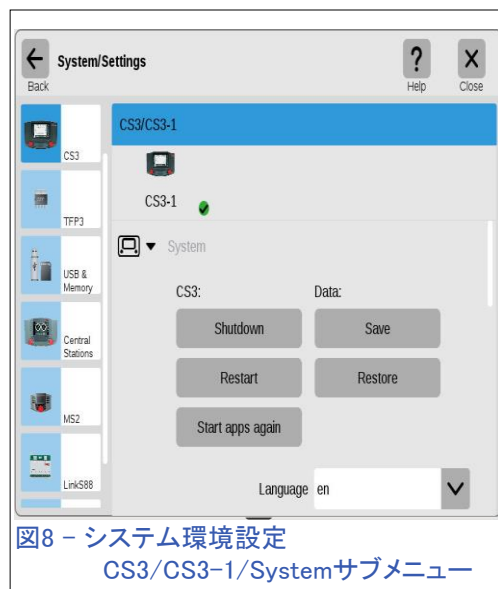 System/Settings
Back
Help
Close
CS3/CS3-1
CS3
CS3-1
TFP3
System
USB &
Memory
CS3:
Data:
Shutdown
Save
Central
Stations
Restart
Restore
MS2
Start apps again
LinkS88
Language
en
図8 − システム環境設定
CS3/CS3−1/Systemサブメニュー